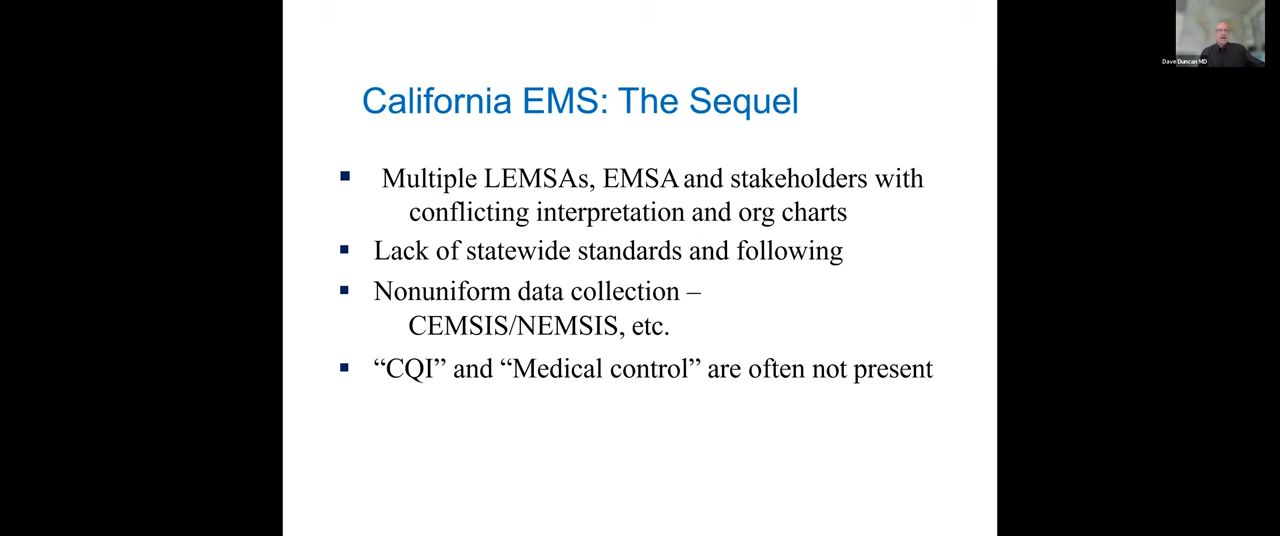 Dave Duncan MD
California EMS: The Sequel
▪ Multiple LEMSAs, EMSA and stakeholders with
conflicting interpretation and org charts
▪ Lack of statewide standards and following
▪ Nonuniform data collection –
CEMSIS/NEMSIS, etc.
▪ “CQI” and “Medical control” are often not present